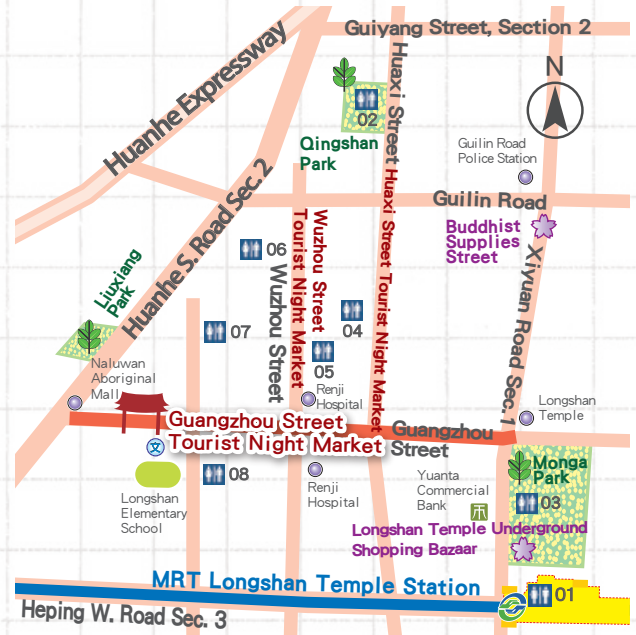 Guiyang Street, Section 2
N
Huanhe Expressway
Huaxi Street
02
Qingshan
Park
Guilin Road
Police Station
Huanhe S. Road Sec. 2
Guilin Road
Buddhist
Supplies
Street
Xiyuan Road Sec. 1
Huaxi Street Tourist Night Market
Wuzhou Street
Tourist Night Market
06
Wuzhou Street
Liuxiang
Park
04
07
05
Naluwan
Aboriginal
Mall
Renji
Hospital
Longshan
Temple
Guangzhou Street
Tourist Night Market
Guangzhou
Street
文
08
Longshan
Elementary
School
Renji
Hospital
Yuanta
Commercial
Bank
Monga
Park
03
Longshan Temple Underground
Shopping Bazaar
MRT Longshan Temple Station
01
Heping W. Road Sec. 3